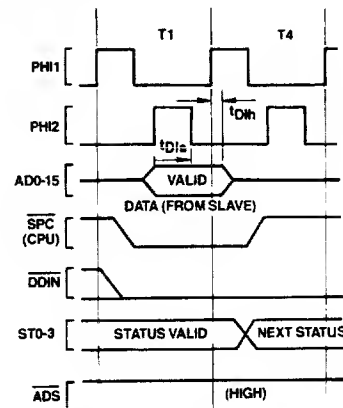 T1 T4
PHI1
tDIh
PHI2
tDIs
AD0-15 VALID
DATA (FROM SLAVE)
SPC
(CPU)
DDIN
ST0-3 STATUS VALID NEXT STATUS
ADS (HIGH)